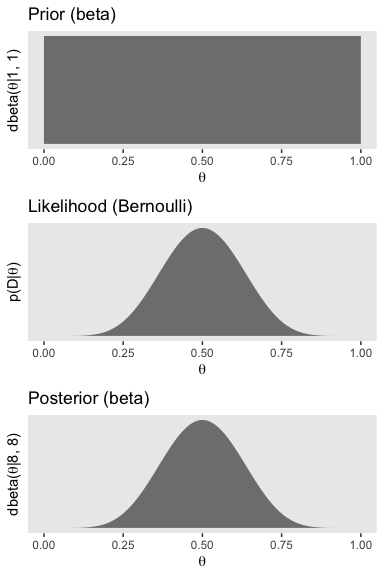 Prior (beta)
dbeta(θ|1, 1)
0.00 0.25 0.50 0.75 1.00
θ
Likelihood (Bernoulli)
p(D|θ)
0.00 0.25 0.50 0.75 1.00
θ
Posterior (beta)
dbeta(θ|8, 8)
0.00 0.25 0.50 0.75 1.00
θ